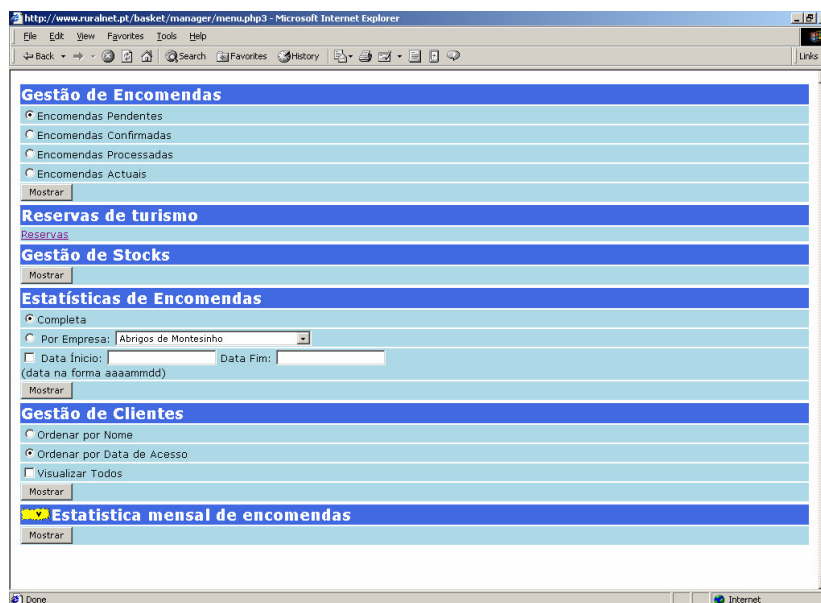 http://www.ruralnet.pt/basket/manager/menu.php3 - Microsoft Internet Explorer
File Edit View Favorites Tools Help
Back Search Favorites History Links
Gestão de Encomendas
Encomendas Pendentes
Encomendas Confirmadas
Encomendas Processadas
Encomendas Actuais
Mostrar
Reservas de turismo
Reservas
Gestão de Stocks
Mostrar
Estatísticas de Encomendas
Completa
Por Empresa: Abrigos de Montesinho
Data Ínicio: Data Fim:
(data na forma aaaammdd)
Mostrar
Gestão de Clientes
Ordenar por Nome
Ordenar por Data de Acesso
Visualizar Todos
Mostrar
Estatistica mensal de encomendas
Mostrar
Done Internet